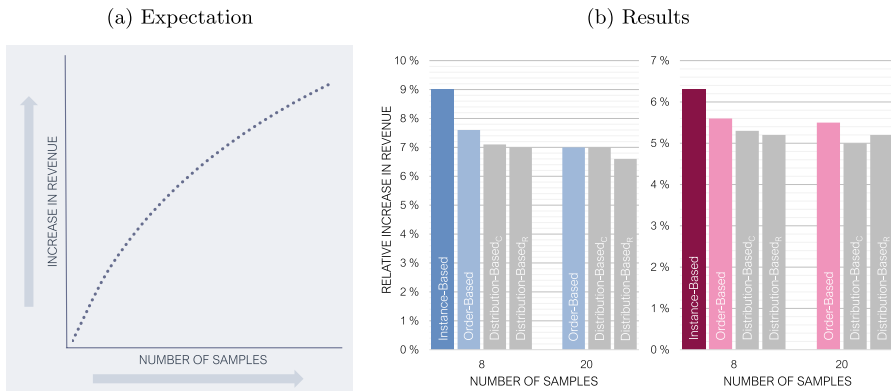 (a) Expectation
INCREASE IN REVENUE
NUMBER OF SAMPLES
(b) Results
RELATIVE INCREASE IN REVENUE
10 %
9 %
8 %
7 %
6 %
5 %
4 %
3 %
2 %
1 %
0 %
Instance-Based
Order-Based
Distribution-BasedC
Distribution-BasedR
Order-Based
Distribution-BasedC
Distribution-BasedR
8
20
NUMBER OF SAMPLES
7 %
6 %
5 %
4 %
3 %
2 %
1 %
0 %
Instance-Based
Order-Based
Distribution-BasedC
Distribution-BasedR
Order-Based
Distribution-BasedC
Distribution-BasedR
8
20
NUMBER OF SAMPLES